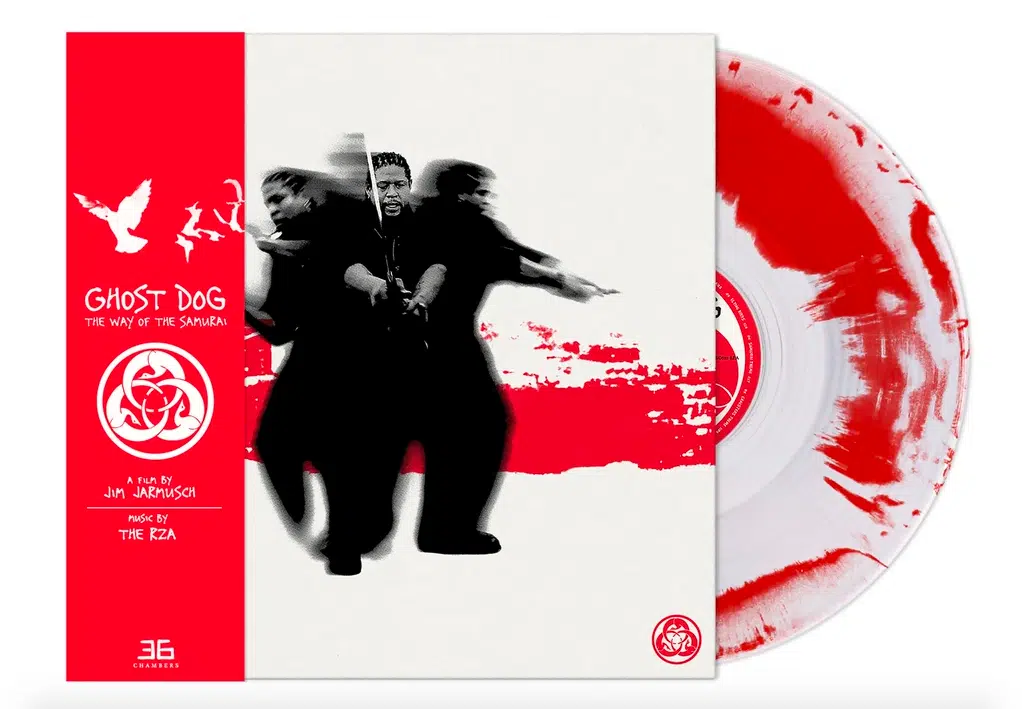 GHOST DOG
THE WAY OF THE SAMURAI
A FILM BY
JIM JARMUSCH
MUSIC BY
THE RZA
36
CHAMBERS